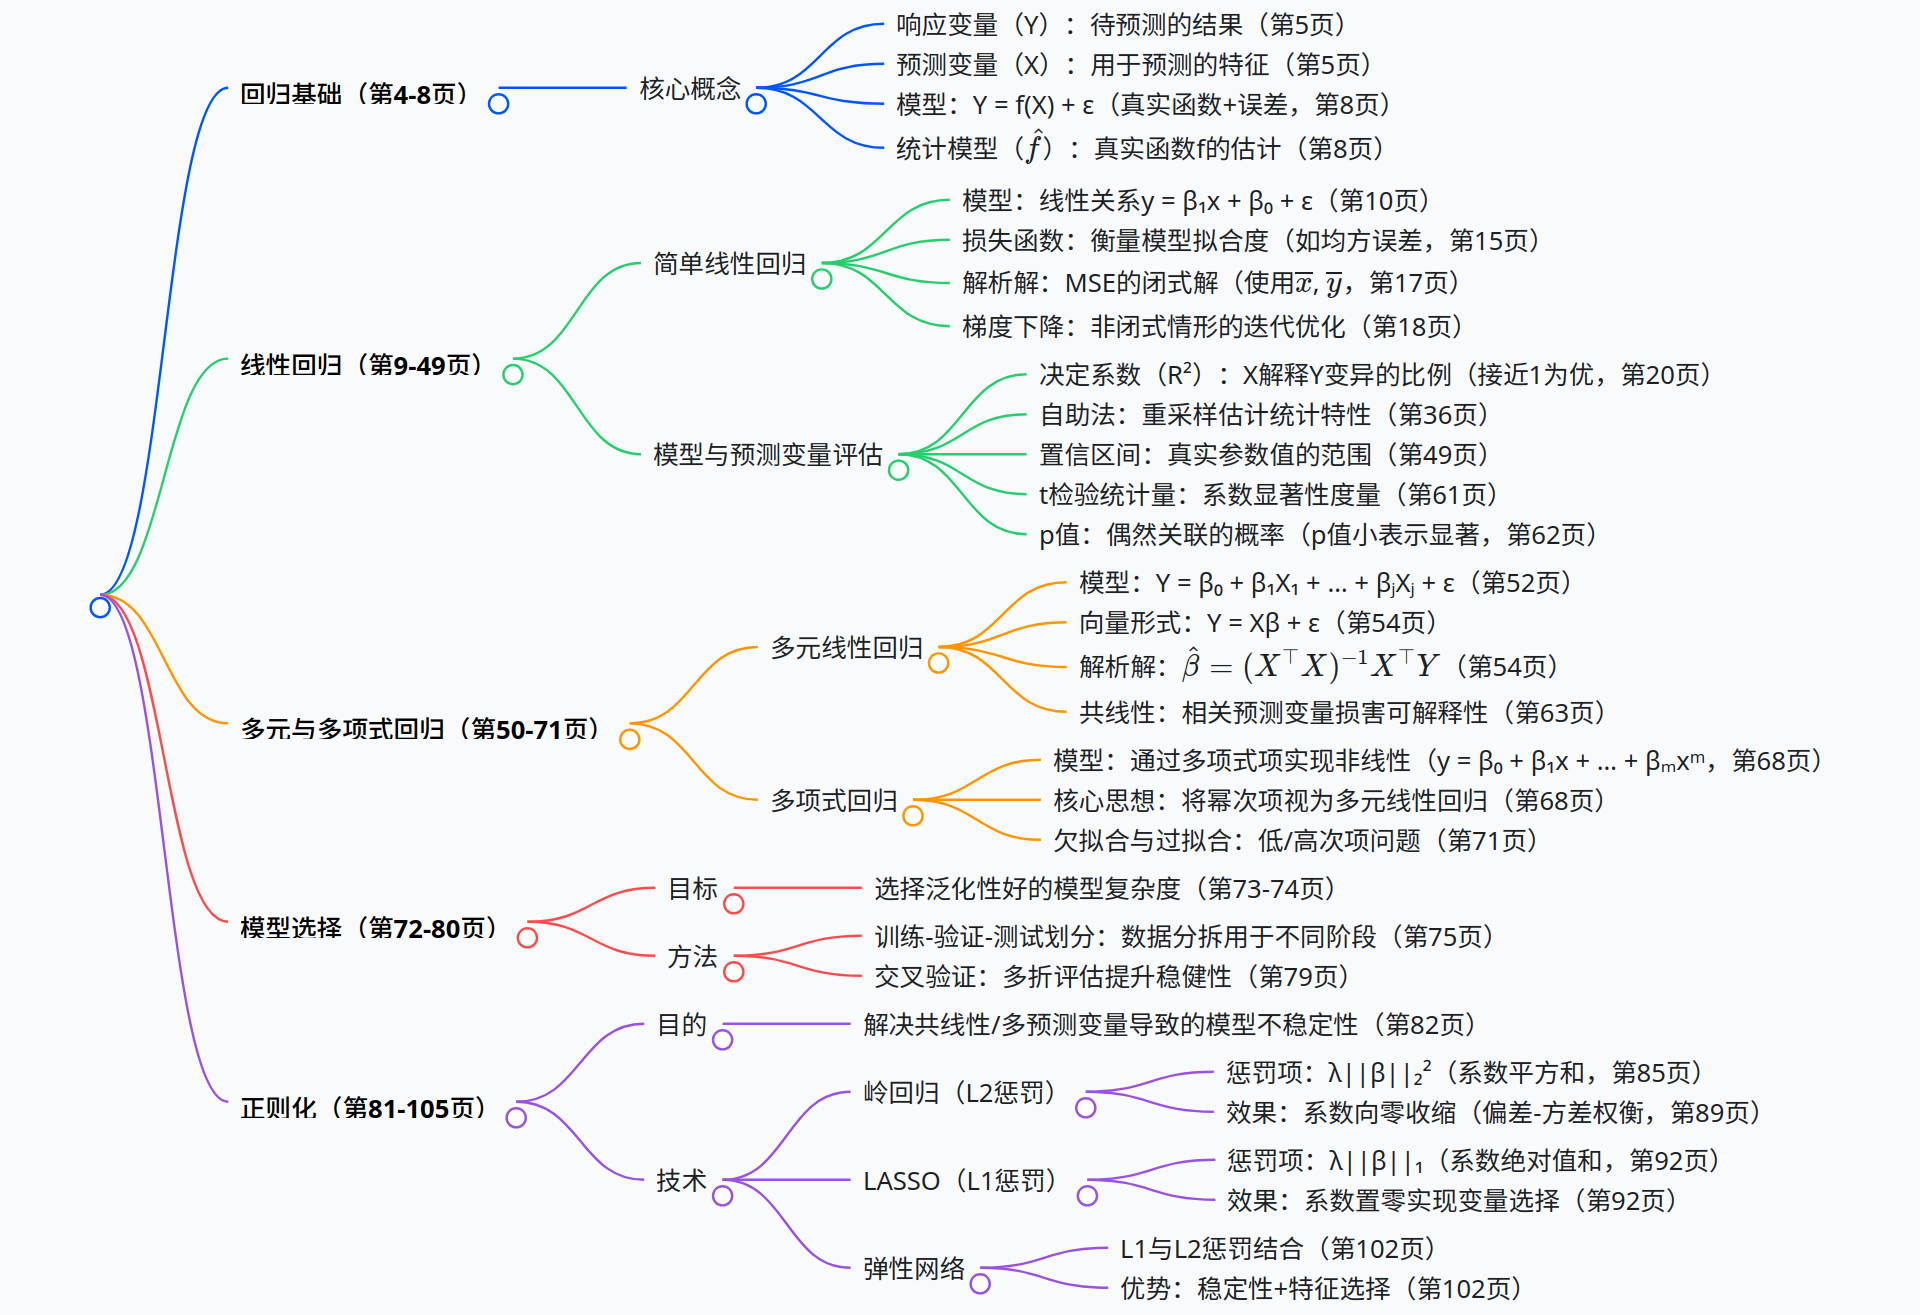 回归基础（第4-8页）
核心概念
响应变量（Y）：待预测的结果（第5页）
预测变量（X）：用于预测的特征（第5页）
模型：Y = f(X) + ε（真实函数+误差，第8页）
统计模型（f̂）：真实函数f的估计（第8页）
线性回归（第9-49页）
简单线性回归
模型：线性关系y = β₁x + β₀ + ε（第10页）
损失函数：衡量模型拟合度（如均方误差，第15页）
解析解：MSE的闭式解（使用x̅, y̅，第17页）
梯度下降：非闭式情形的迭代优化（第18页）
模型与预测变量评估
决定系数（R²）：X解释Y变异的比例（接近1为优，第20页）
自助法：重采样估计统计特性（第36页）
置信区间：真实参数值的范围（第49页）
t检验统计量：系数显著性度量（第61页）
p值：偶然关联的概率（p值小表示显著，第62页）
多元与多项式回归（第50-71页）
多元线性回归
模型：Y = β₀ + β₁X₁ + ... + βⱼXⱼ + ε（第52页）
向量形式：Y = Xβ + ε（第54页）
解析解：β̂ = (X⊤X)⁻¹X⊤Y（第54页）
共线性：相关预测变量损害可解释性（第63页）
多项式回归
模型：通过多项式项实现非线性（y = β₀ + β₁x + ... + βₘxᵐ，第68页）
核心思想：将幂次项视为多元线性回归（第68页）
欠拟合与过拟合：低/高次项问题（第71页）
模型选择（第72-80页）
目标
选择泛化性好的模型复杂度（第73-74页）
方法
训练-验证-测试划分：数据分拆用于不同阶段（第75页）
交叉验证：多折评估提升稳健性（第79页）
正则化（第81-105页）
目的
解决共线性/多预测变量导致的模型不稳定性（第82页）
技术
岭回归（L2惩罚）
惩罚项：λ||β||₂²（系数平方和，第85页）
效果：系数向零收缩（偏差-方差权衡，第89页）
LASSO（L1惩罚）
惩罚项：λ||β||₁（系数绝对值和，第92页）
效果：系数置零实现变量选择（第92页）
弹性网络
L1与L2惩罚结合（第102页）
优势：稳定性+特征选择（第102页）